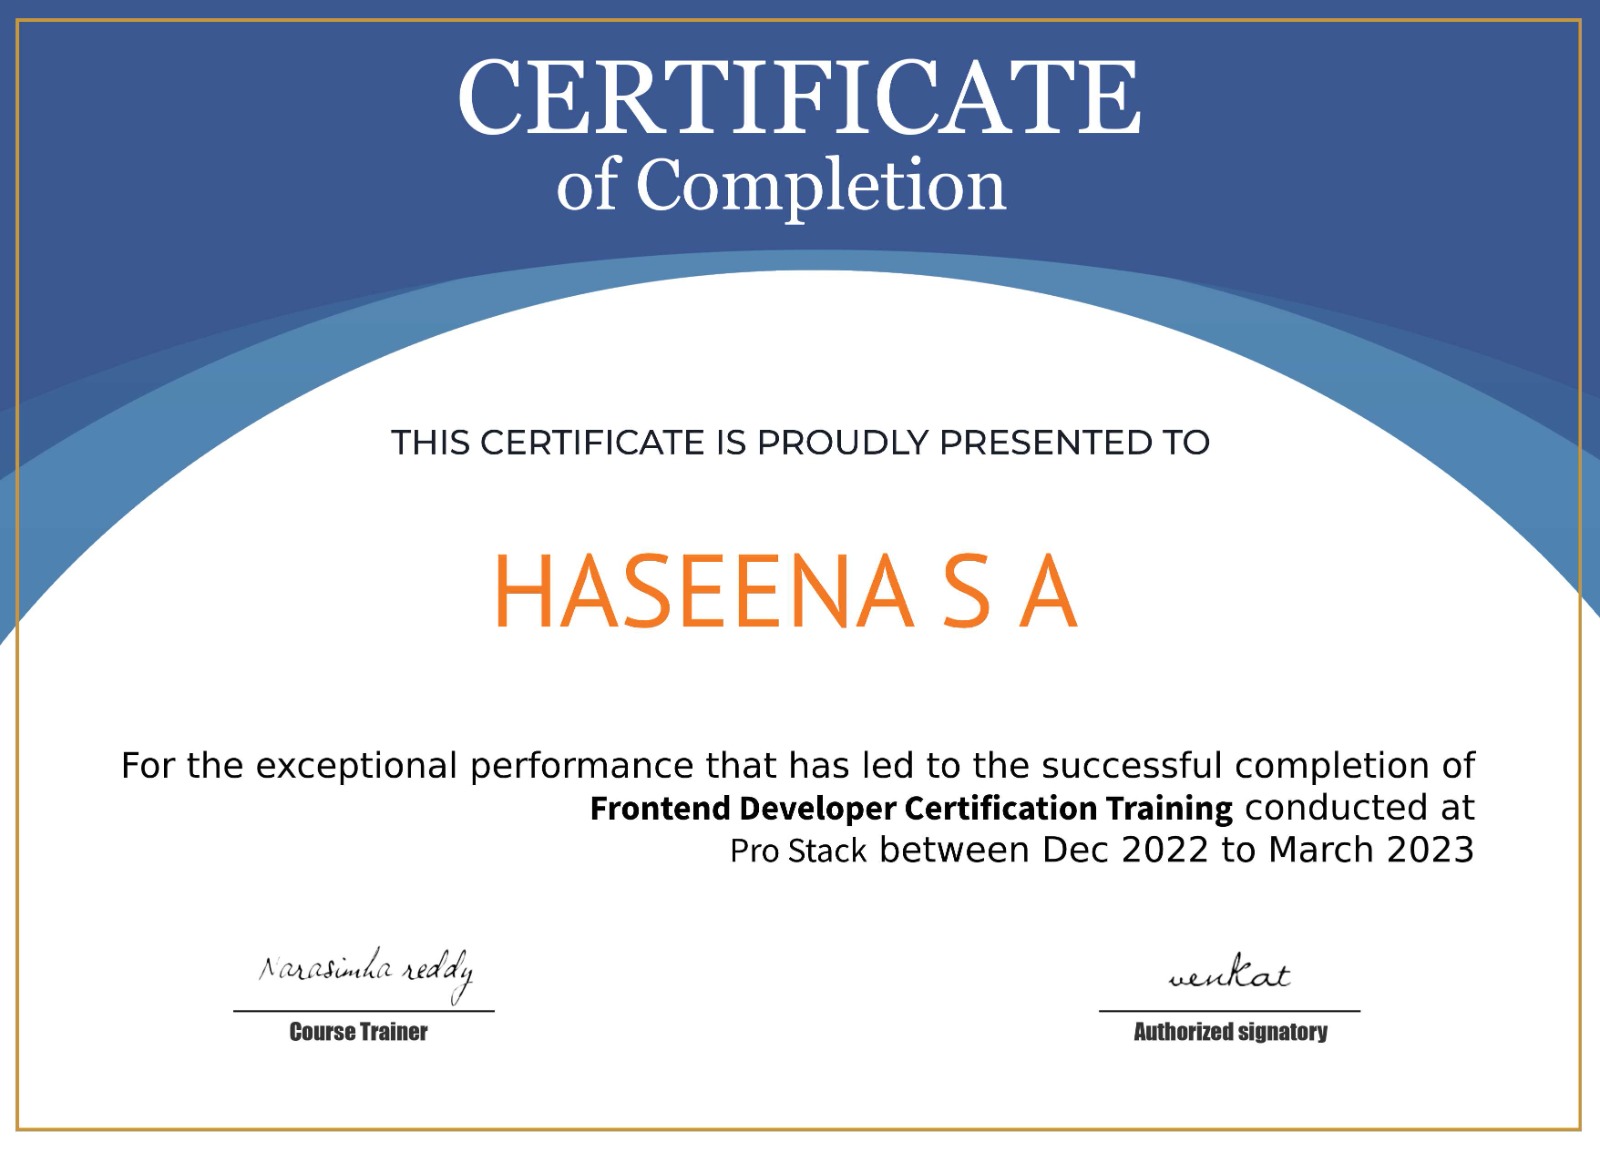 CERTIFICATE
of Completion
THIS CERTIFICATE IS PROUDLY PRESENTED TO
HASEENA S A
For the exceptional performance that has led to the successful completion of
Frontend Developer Certification Training conducted at
Pro Stack between Dec 2022 to March 2023
Narasimha reddy
Course Trainer
venkat
Authorized signatory